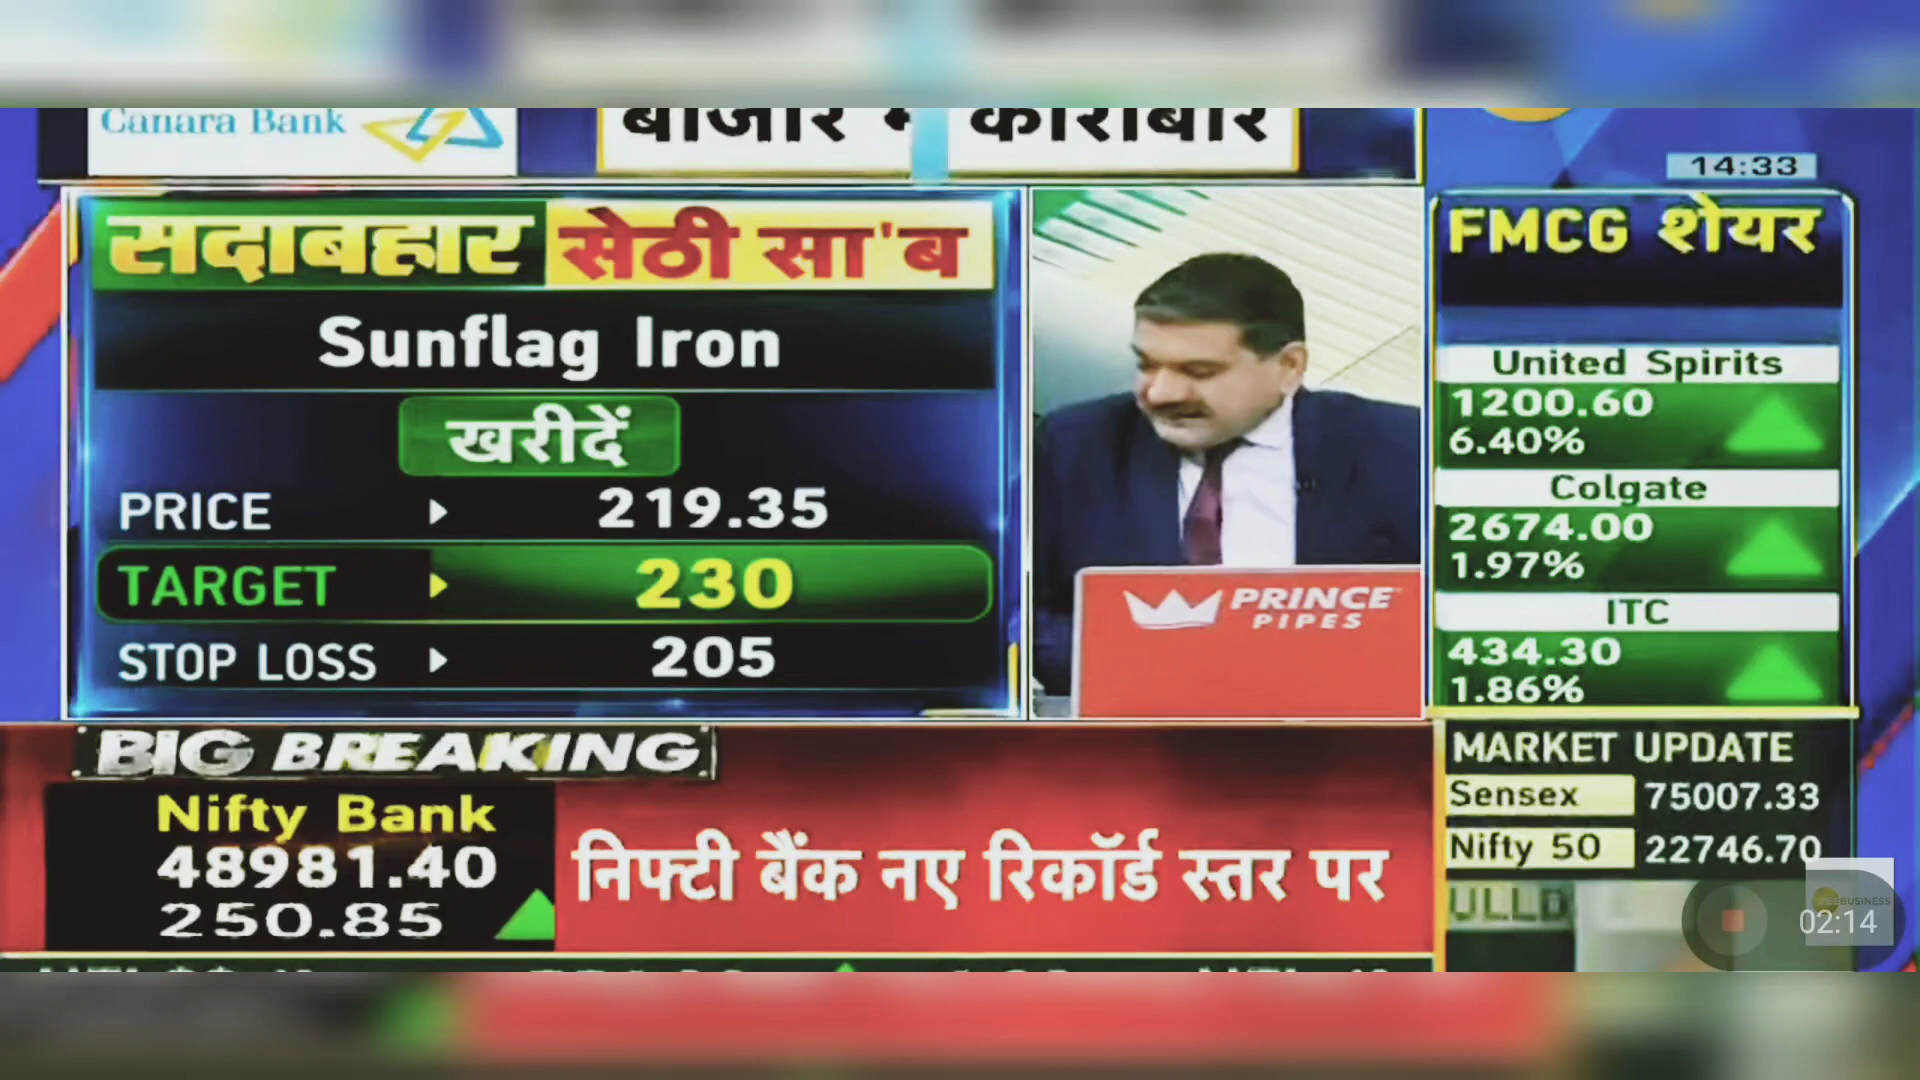 Canara Bank
कारोबार
14:33
सदाबहार सेठी सा'ब
Sunflag Iron
खरीदें
PRICE 219.35
TARGET 230
STOP LOSS 205
PRINCE
PIPES
FMCG शेयर
United Spirits
1200.60
6.40%
Colgate
2674.00
1.97%
ITC
434.30
1.86%
BIG BREAKING
Nifty Bank
48981.40
250.85
निफ्टी बैंक नए रिकॉर्ड स्तर पर
MARKET UPDATE
Sensex 75007.33
Nifty 50 22746.70
BUSINESS
02:14